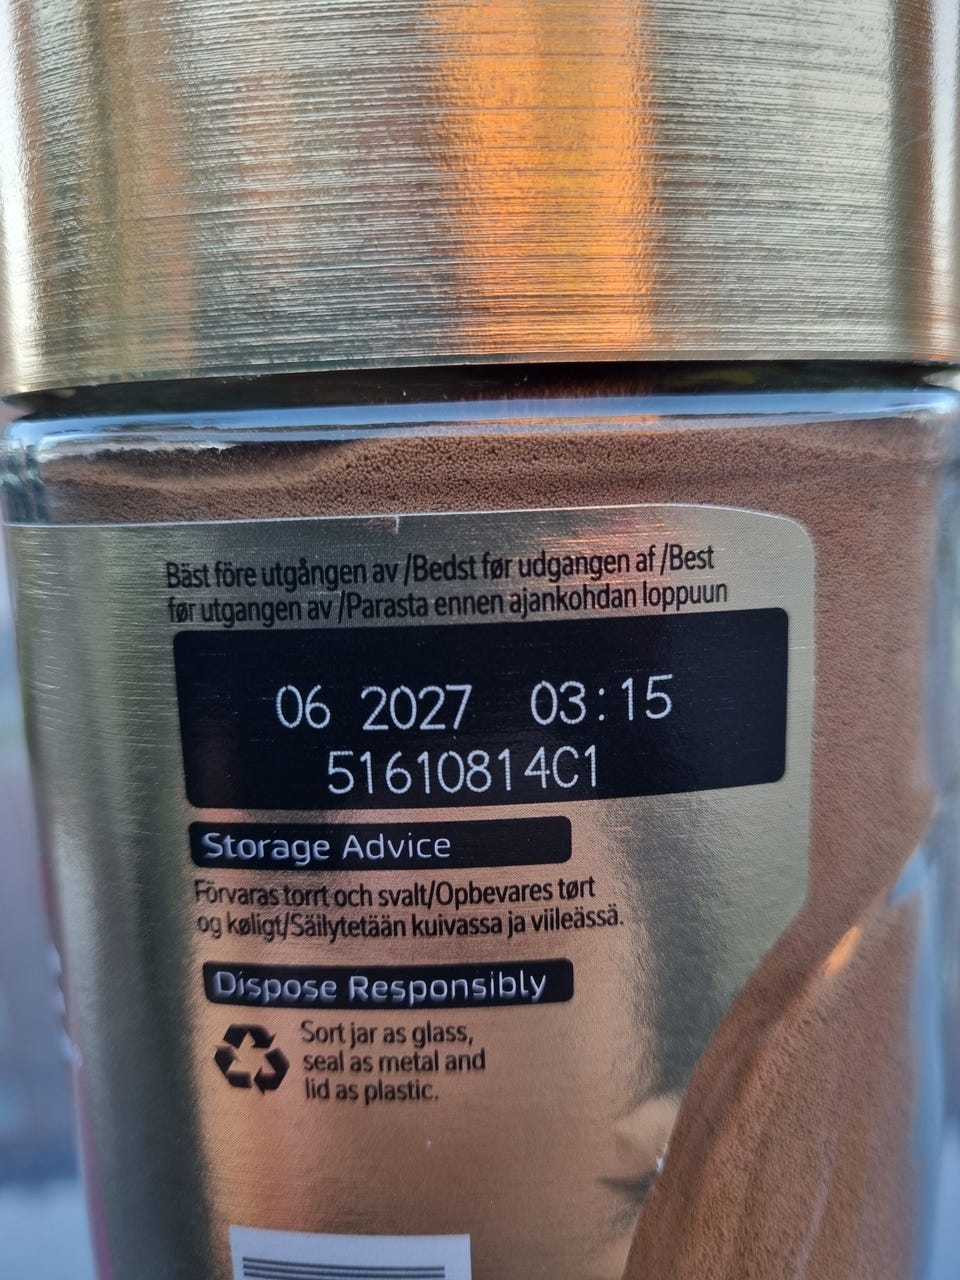 Bäst före utgången av /Bedst før udgangen af /Best
før utgangen av /Parasta ennen ajankohdan loppuun
06 2027 03:15
51610814C1
Storage Advice
Förvaras torrt och svalt/Opbevares tørt
og køligt/Säilytetään kuivassa ja viileässä.
Dispose Responsibly
Sort jar as glass,
seal as metal and
lid as plastic.